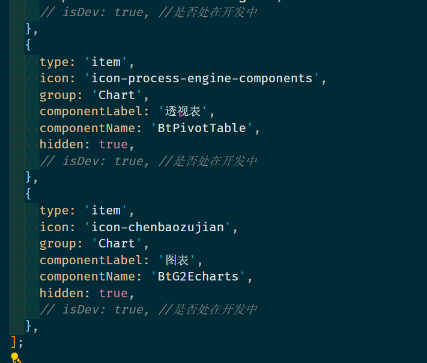 // isDev: true, //是否处在开发中
},
{
type: 'item',
icon: 'icon-process-engine-components',
group: 'Chart',
componentLabel: '透视表',
componentName: 'BtPivotTable',
hidden: true,
// isDev: true, //是否处在开发中
},
{
type: 'item',
icon: 'icon-chenbaozujian',
group: 'Chart',
componentLabel: '图表',
componentName: 'BtG2Echarts',
hidden: true,
// isDev: true, //是否处在开发中
},
];